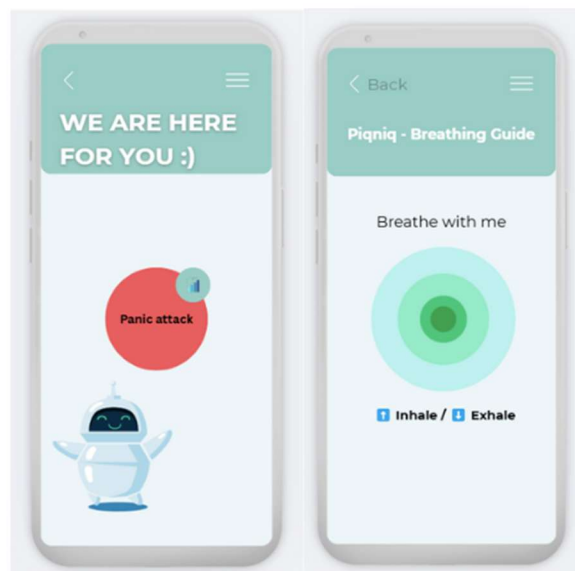 WE ARE HERE
FOR YOU :)
Panic attack
Back
Piqniq - Breathing Guide
Breathe with me
Inhale / Exhale